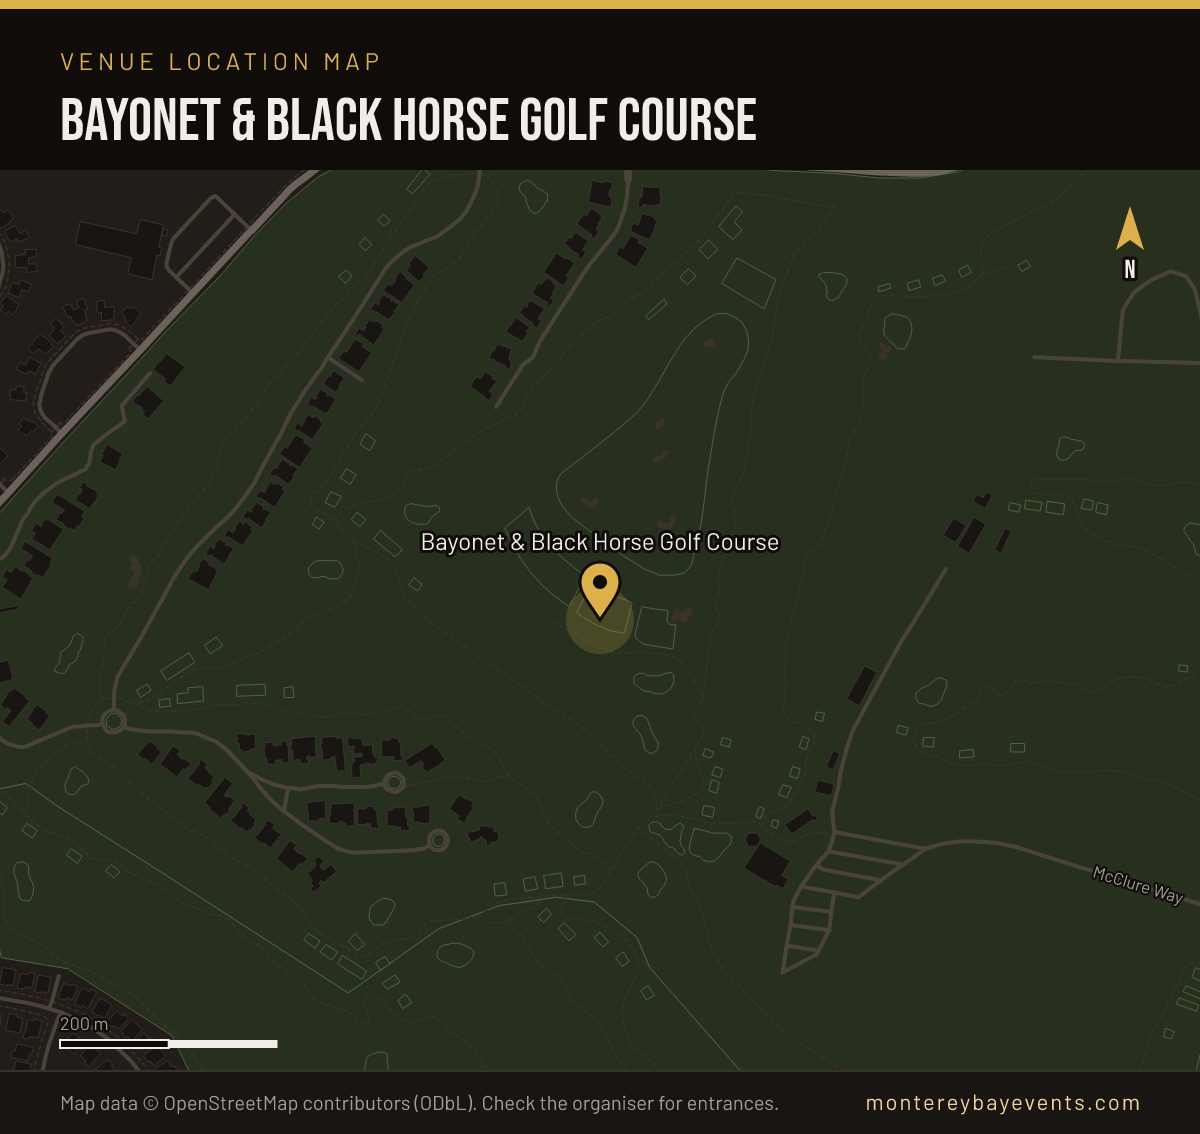 VENUE LOCATION MAP
BAYONET & BLACK HORSE GOLF COURSE
N
Bayonet & Black Horse Golf Course
McClure Way
200 m
Map data © OpenStreetMap contributors (ODbL). Check the organiser for entrances.
montereybayevents.com